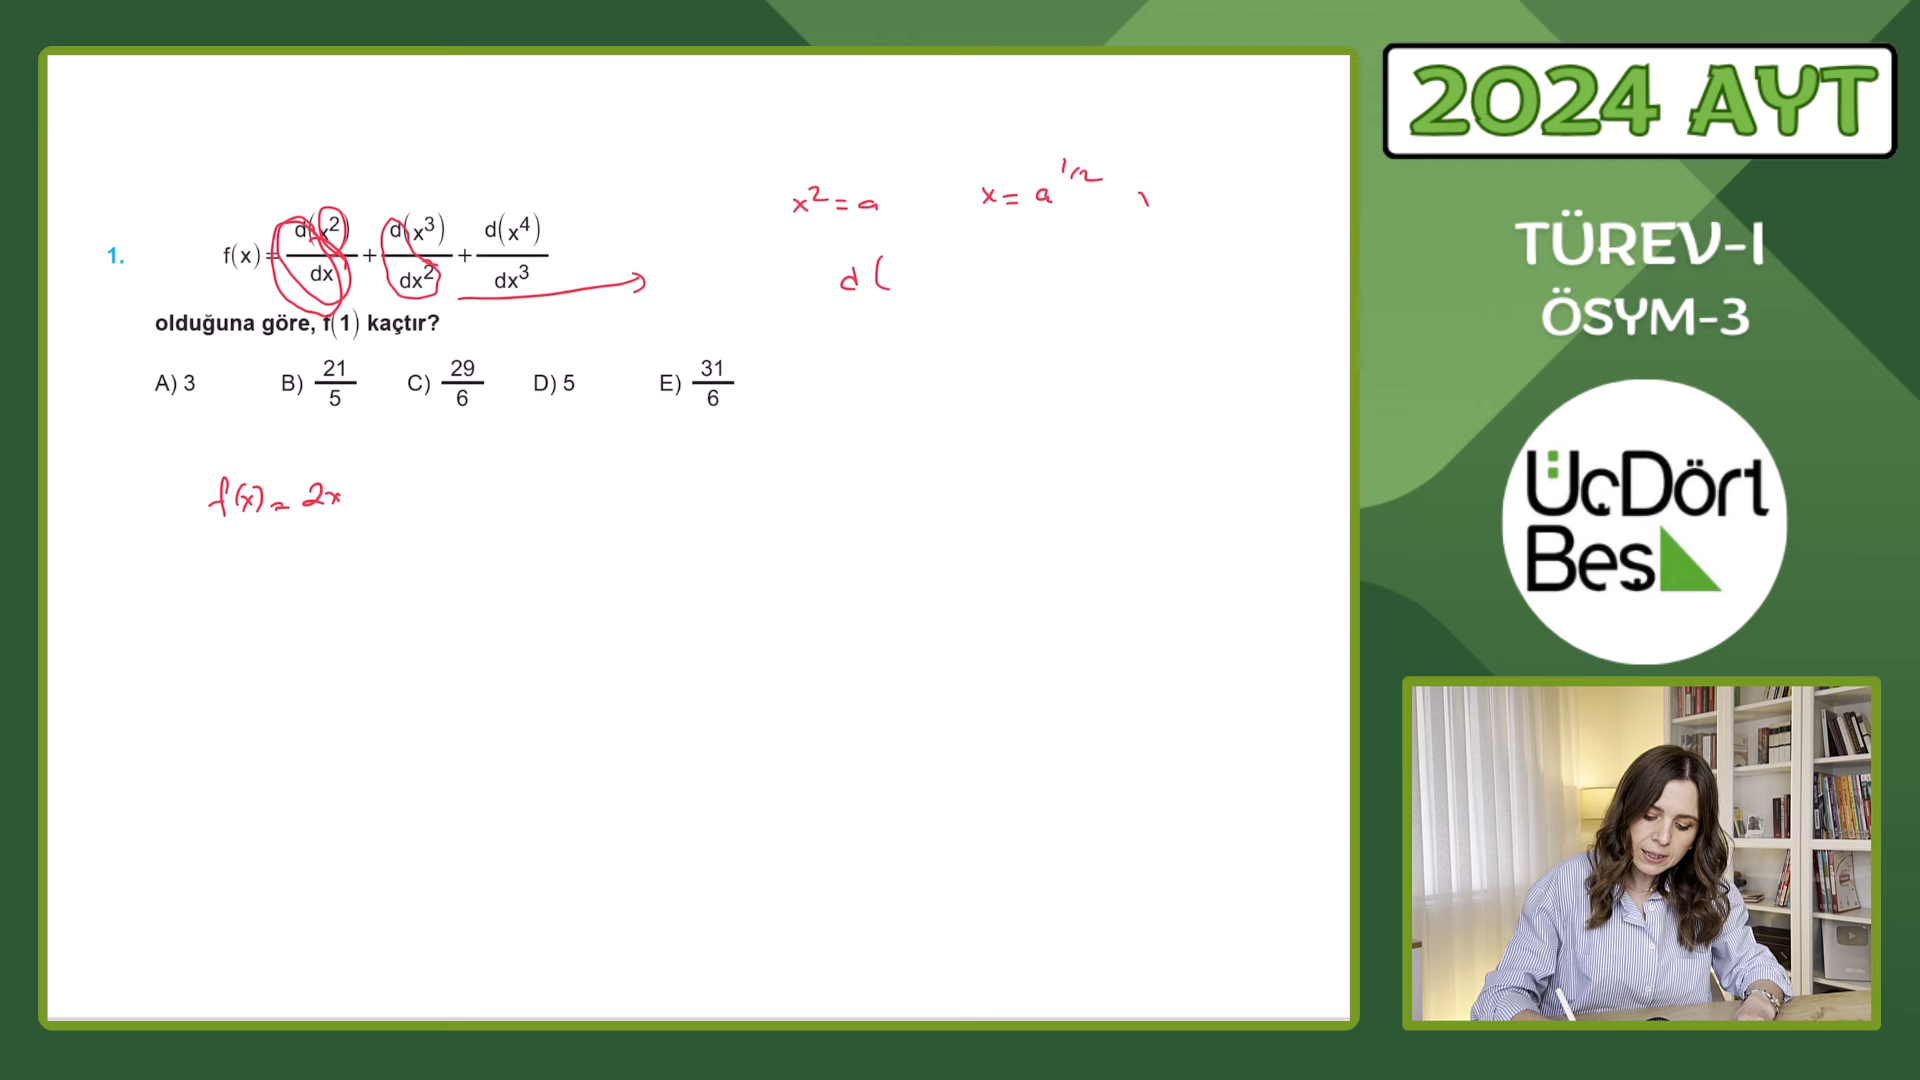 2024 AYT
TÜREV-I
ÖSYM-3
ÜçDört
Beş
x² = a    x = a^1/2
d(
1. f(x) = d(x²)/dx + d(x³)/dx² + d(x⁴)/dx³
olduğuna göre, f(1) kaçtır?
A) 3 B) 21/5 C) 29/6 D) 5 E) 31/6
f(x) = 2x